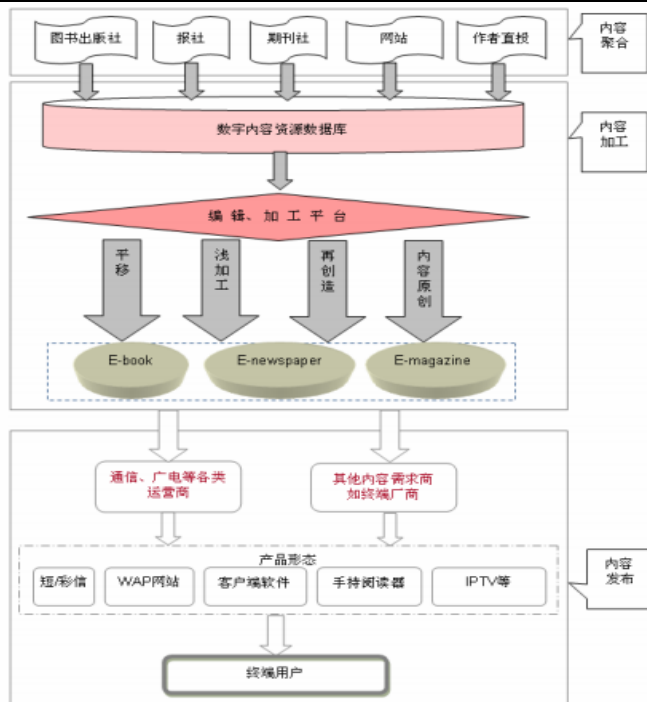 图书出版社
报社
期刊社
网站
作者直投
内容
聚合
数字内容资源数据库
内容
加工
编辑、加工平台
平移
浅加工
再创造
内容原创
E-book
E-newspaper
E-magazine
通信、广电等各类
运营商
其他内容需求商
如终端厂商
产品形态
短/彩信
WAP网站
客户端软件
手持阅读器
IPTV等
内容
发布
终端用户